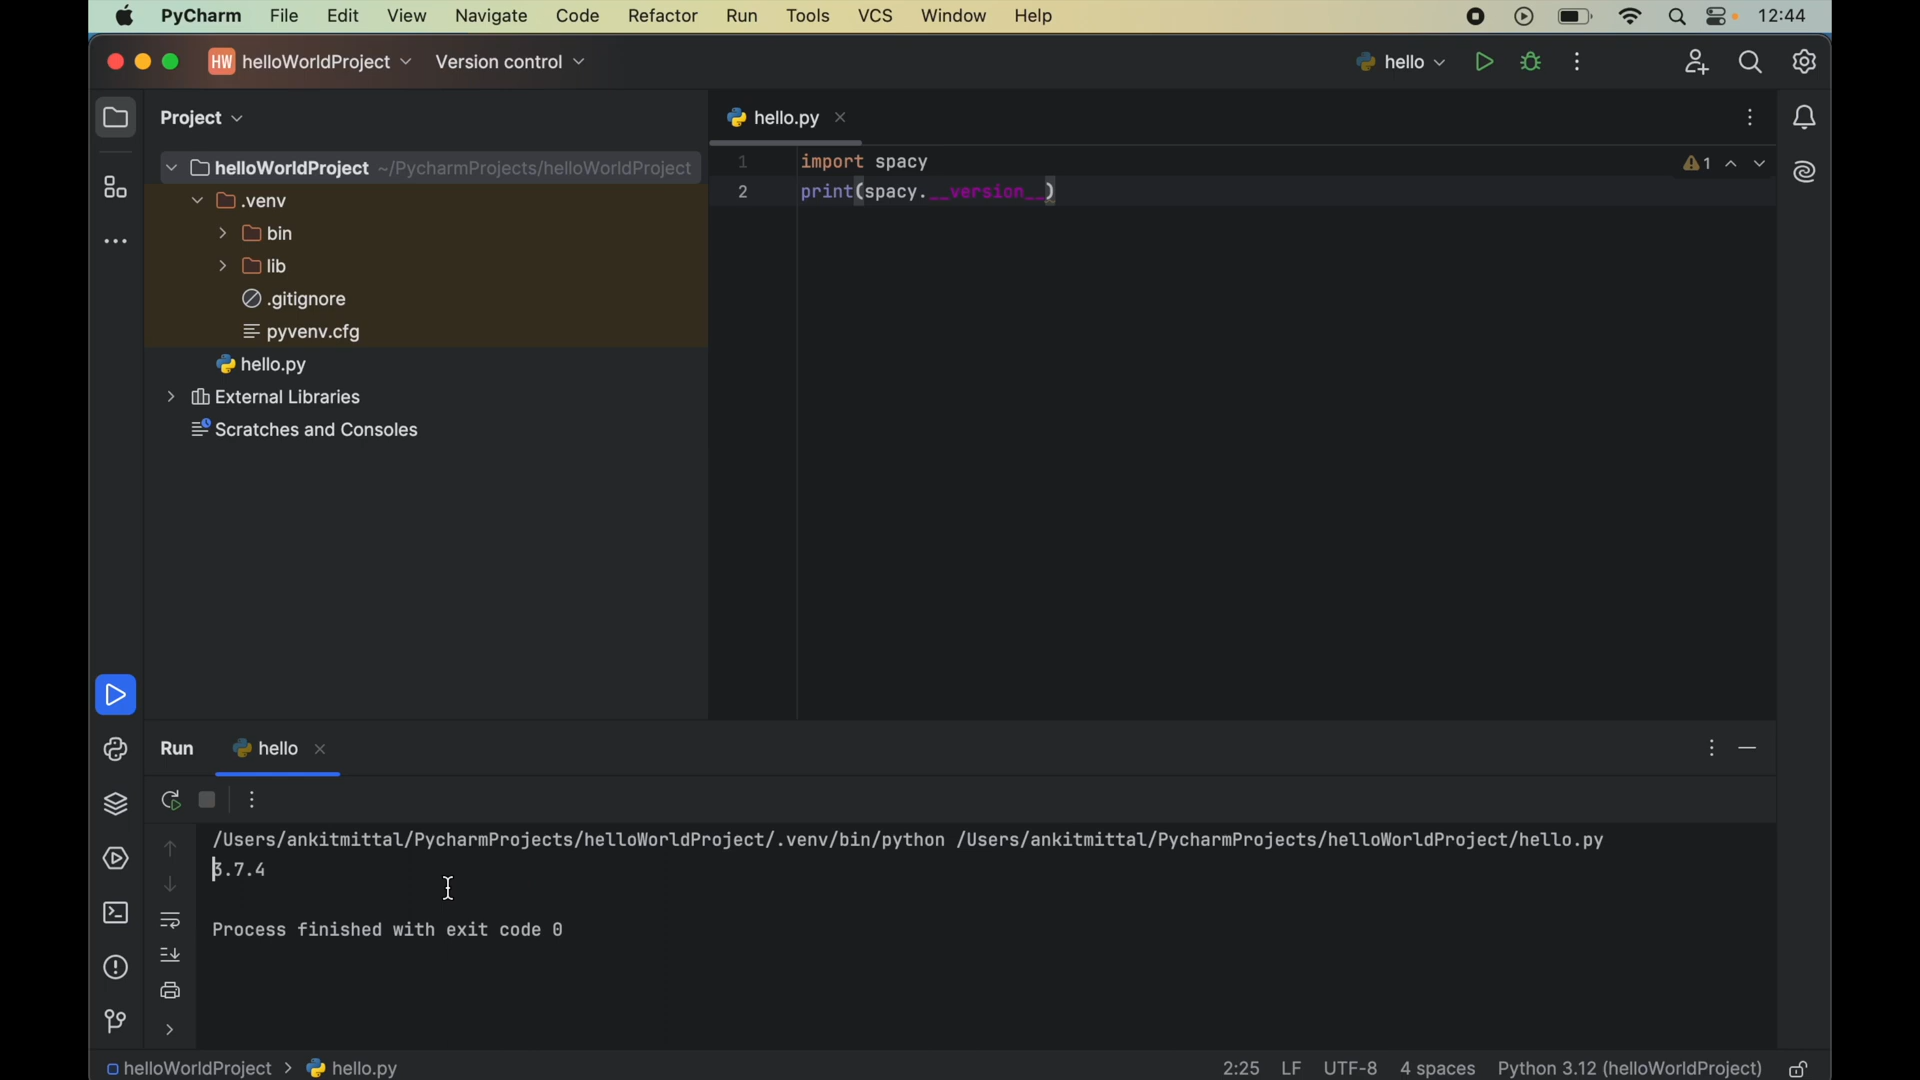 PyCharm File Edit View Navigate Code Refactor Run Tools VCS Window Help 12:44
HW helloWorldProject Version control hello
Project
hello.py
helloWorldProject ~/PycharmProjects/helloWorldProject
.venv
bin
lib
.gitignore
pyvenv.cfg
hello.py
External Libraries
Scratches and Consoles
1 import spacy
1
2 print(spacy.__version__)
Run hello
/Users/ankitmittal/PycharmProjects/helloWorldProject/.venv/bin/python /Users/ankitmittal/PycharmProjects/helloWorldProject/hello.py
3.7.4
Process finished with exit code 0
helloWorldProject > hello.py 2:25 LF UTF-8 4 spaces Python 3.12 (helloWorldProject)